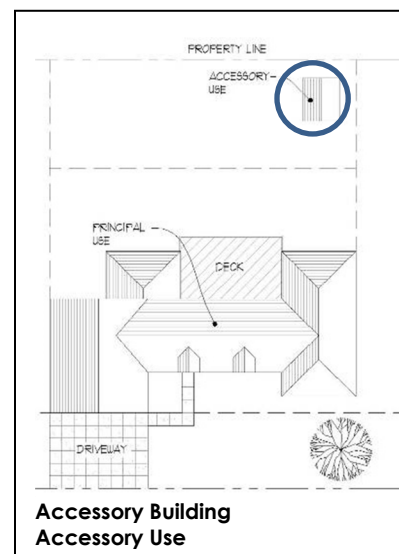 PROPERTY LINE
ACCESSORY
USE
PRINCIPAL
USE
DECK
DRIVEWAY
Accessory Building
Accessory Use